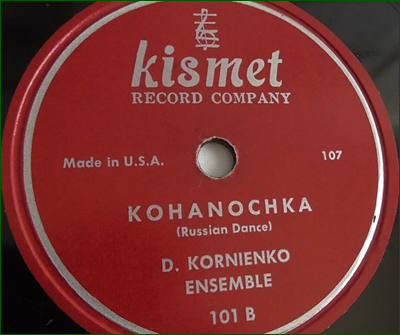 kismet
RECORD COMPANY
Made in U.S.A.
107
KOHANOCHKA
(Russian Dance)
D. KORNIENKO
ENSEMBLE
101 B